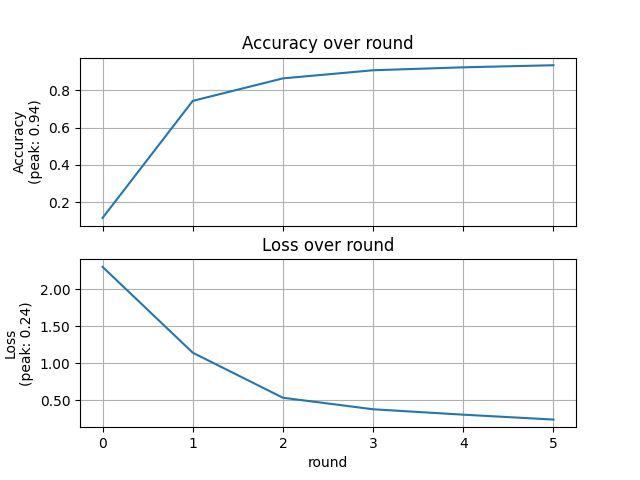 Accuracy over round
Accuracy
(peak: 0.94)
0.8
0.6
0.4
0.2
Loss over round
Loss
(peak: 0.24)
2.00
1.50
1.00
0.50
0 1 2 3 4 5
round